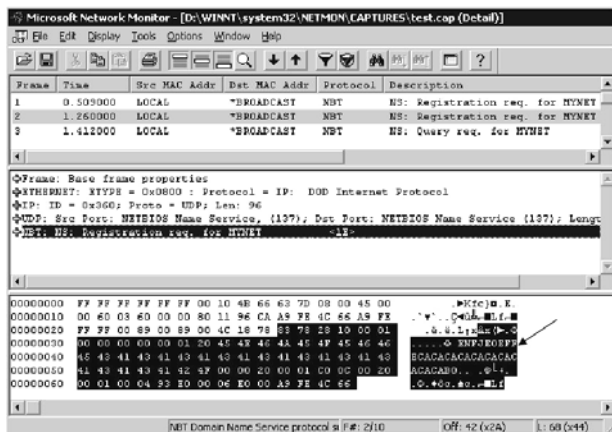 Microsoft Network Monitor - [D:\WINNT\system32\NETMON\CAPTURES\test.cap (Detail)]
File Edit Display Tools Options Window Help
Frame Time Src MAC Addr Dst MAC Addr Protocol Description
1 0.509000 LOCAL *BROADCAST NBT NS: Registration req. for MYNET
2 1.260000 LOCAL *BROADCAST NBT NS: Registration req. for MYNET
3 1.412000 LOCAL *BROADCAST NBT NS: Query req. for MYNET
Frame: Base frame properties
ETHERNET: ETYPE = 0x0800 : Protocol = IP: DOD Internet Protocol
IP: ID = 0x360; Proto = UDP; Len: 96
UDP: Src Port: NETBIOS Name Service, (137); Dst Port: NETBIOS Name Service (137); Lengt
NBT: NS: Registration req. for MYNET <1E>
00000000 FF FF FF FF FF FF 00 10 4B 66 63 7D 08 00 45 00
00000010 00 60 03 60 00 00 80 11 96 CA A9 FE 4C 66 A9 FE
00000020 FF FF 00 89 00 89 00 4C 18 78 83 78 28 10 00 01
00000030 00 00 00 00 00 01 20 45 4E 46 4A 45 4F 45 46 46
00000040 45 43 41 43 41 43 41 43 41 43 41 43 41 43 41 43 ECACACACACACACAC
00000050 41 43 41 43 41 42 4F 00 00 20 00 01 C0 0C 00 20
00000060 00 01 00 04 93 E0 00 06 E0 00 A9 FE 4C 66
NBT Domain Name Service protocol su F#: 2/10 Off: 42 (x2A) L: 68 (x44)